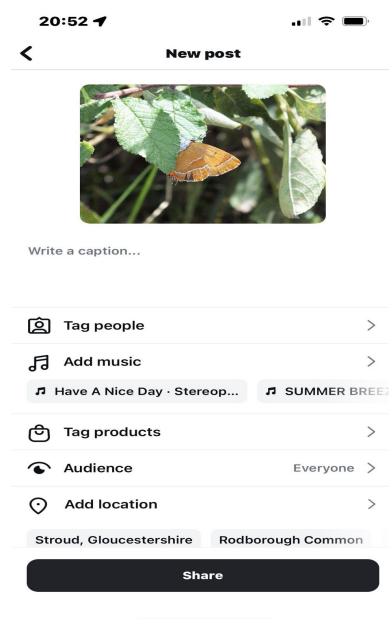 20:52
New post
Write a caption...
Tag people
Add music
Have A Nice Day · Stereop... SUMMER BREEZ
Tag products
Audience Everyone
Add location
Stroud, Gloucestershire Rodborough Common
Share